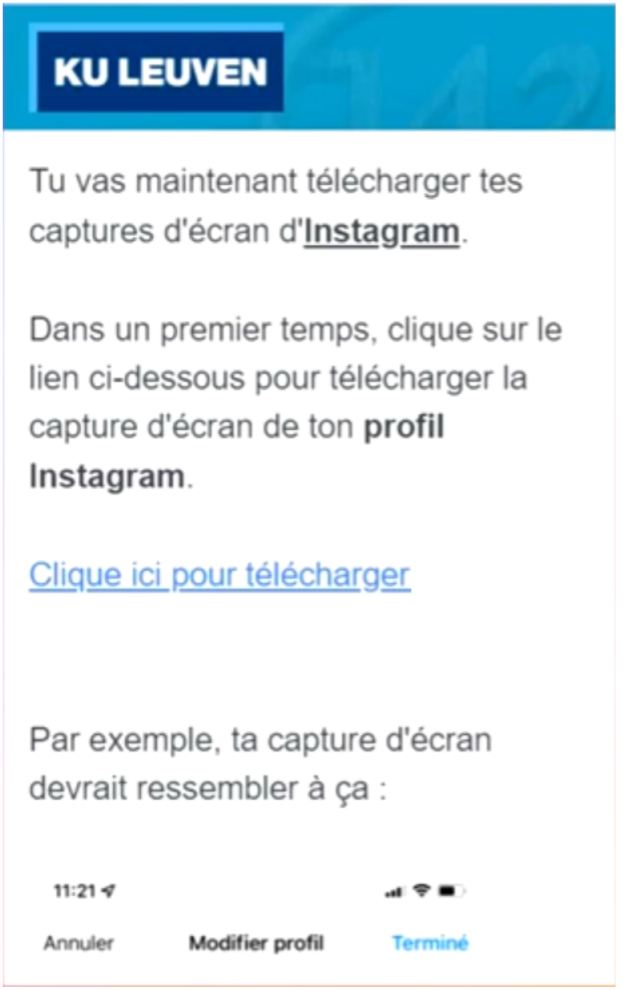 KU LEUVEN
Tu vas maintenant télécharger tes
captures d'écran d'Instagram.
Dans un premier temps, clique sur le
lien ci-dessous pour télécharger la
capture d'écran de ton profil
Instagram.
Clique ici pour télécharger
Par exemple, ta capture d'écran
devrait ressembler à ça :
11:21
Annuler Modifier profil Terminé